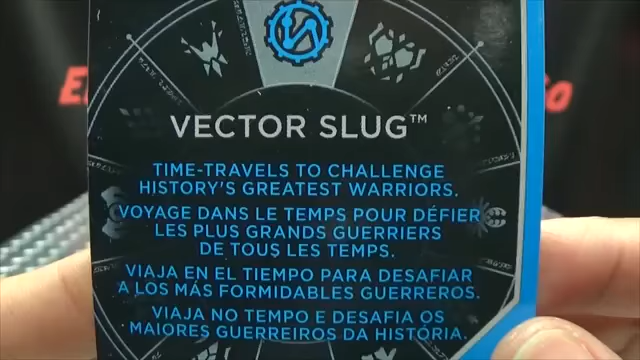 VECTOR SLUG™
TIME-TRAVELS TO CHALLENGE
HISTORY'S GREATEST WARRIORS.
VOYAGE DANS LE TEMPS POUR DÉFIER
LES PLUS GRANDS GUERRIERS
DE TOUS LES TEMPS.
VIAJA EN EL TIEMPO PARA DESAFIAR
A LOS MÁS FORMIDABLES GUERREROS.
VIAJA NO TEMPO E DESAFIA OS
MAIORES GUERREIROS DA HISTÓRIA.